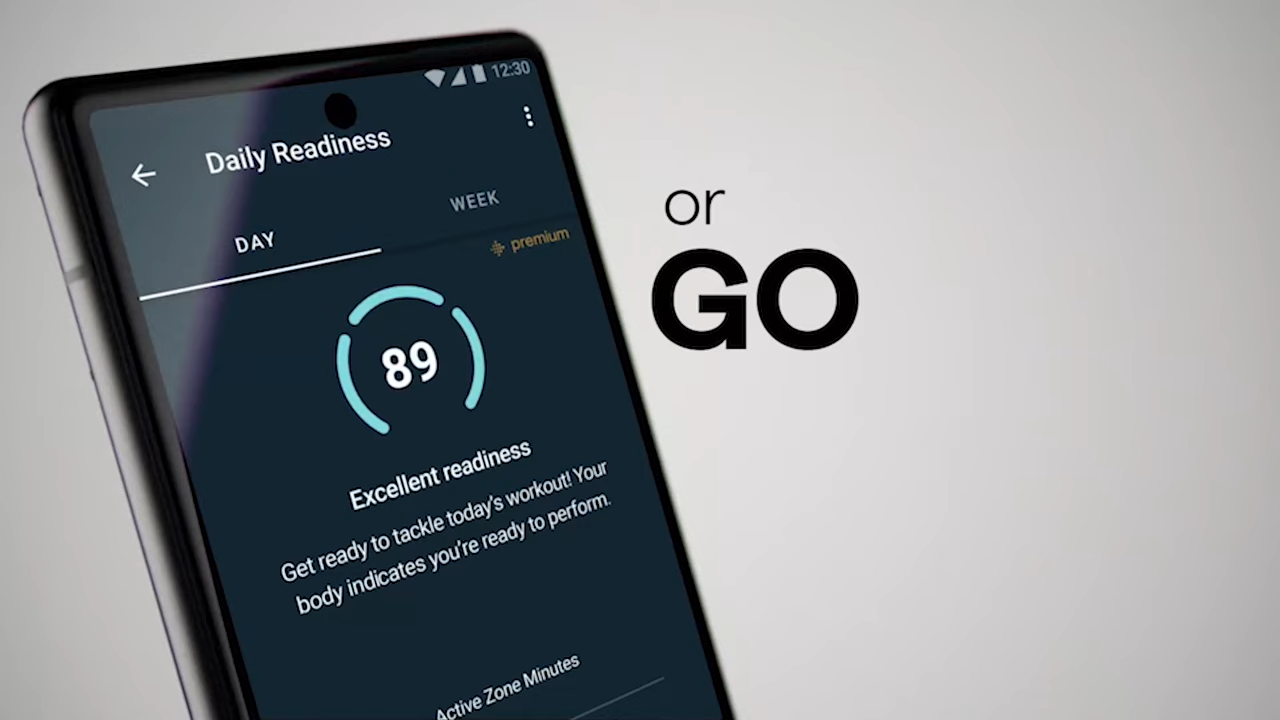 12:30
Daily Readiness
DAY
WEEK
premium
89
Excellent readiness
Get ready to tackle today's workout! Your
body indicates you're ready to perform.
Active Zone Minutes
or
GO